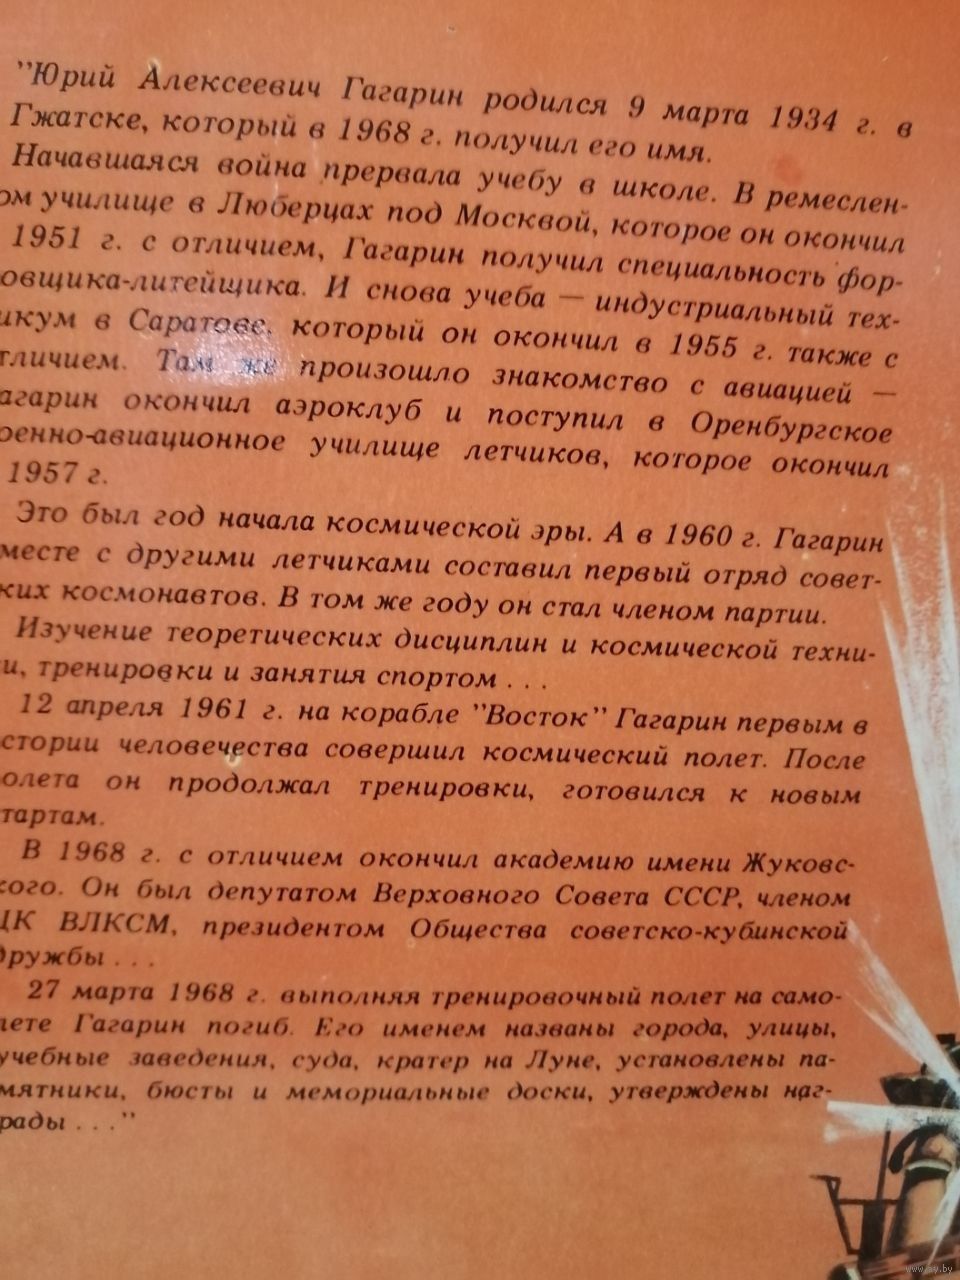 "Юрий Алексеевич Гагарин родился 9 марта 1934 г. в
Гжатске, который в 1968 г. получил его имя.
Начавшаяся война прервала учебу в школе. В ремеслен-
ом училище в Люберцах под Москвой, которое он окончил
1951 г. с отличием, Гагарин получил специальность фор-
овщика-литейщика. И снова учеба — индустриальный тех-
икум в Саратове, который он окончил в 1955 г. также с
тличием. Там же произошло знакомство с авиацией —
агарин окончил аэроклуб и поступил в Оренбургское
оенно-авиационное училище летчиков, которое окончил
1957 г.
Это был год начала космической эры. А в 1960 г. Гагарин
месте с другими летчиками составил первый отряд совет-
ких космонавтов. В том же году он стал членом партии.
Изучение теоретических дисциплин и космической техни-
и, тренировки и занятия спортом . . .
12 апреля 1961 г. на корабле "Восток" Гагарин первым в
стории человечества совершил космический полет. После
олета он продолжал тренировки, готовился к новым
тартам.
В 1968 г. с отличием окончил академию имени Жуковс-
кого. Он был депутатом Верховного Совета СССР, членом
ЦК ВЛКСМ, президентом Общества советско-кубинской
дружбы . . .
27 марта 1968 г. выполняя тренировочный полет на само-
лете Гагарин погиб. Его именем названы города, улицы,
учебные заведения, суда, кратер на Луне, установлены па-
мятники, бюсты и мемориальные доски, утверждены наг-
рады . . ."
www.ay.by